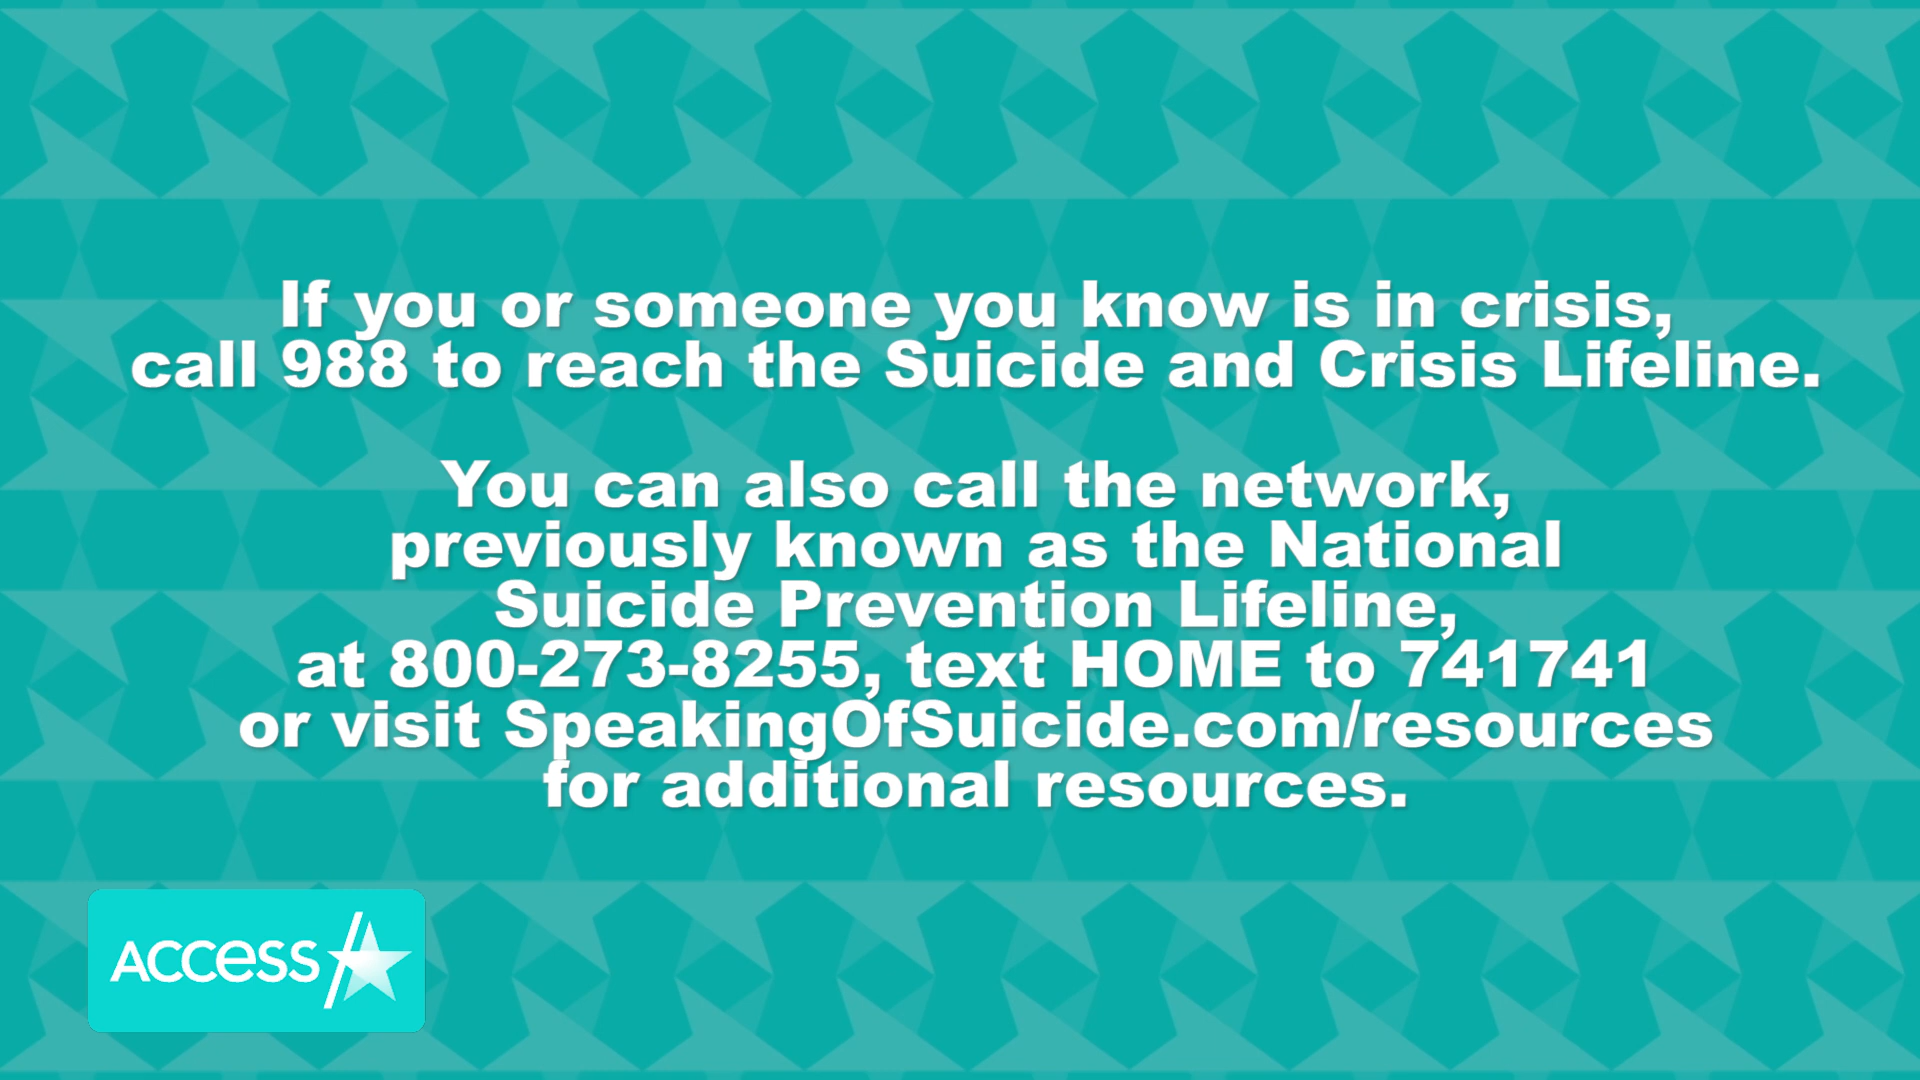 If you or someone you know is in crisis,
call 988 to reach the Suicide and Crisis Lifeline.
You can also call the network,
previously known as the National
Suicide Prevention Lifeline,
at 800-273-8255, text HOME to 741741
or visit SpeakingOfSuicide.com/resources
for additional resources.
ACCESS